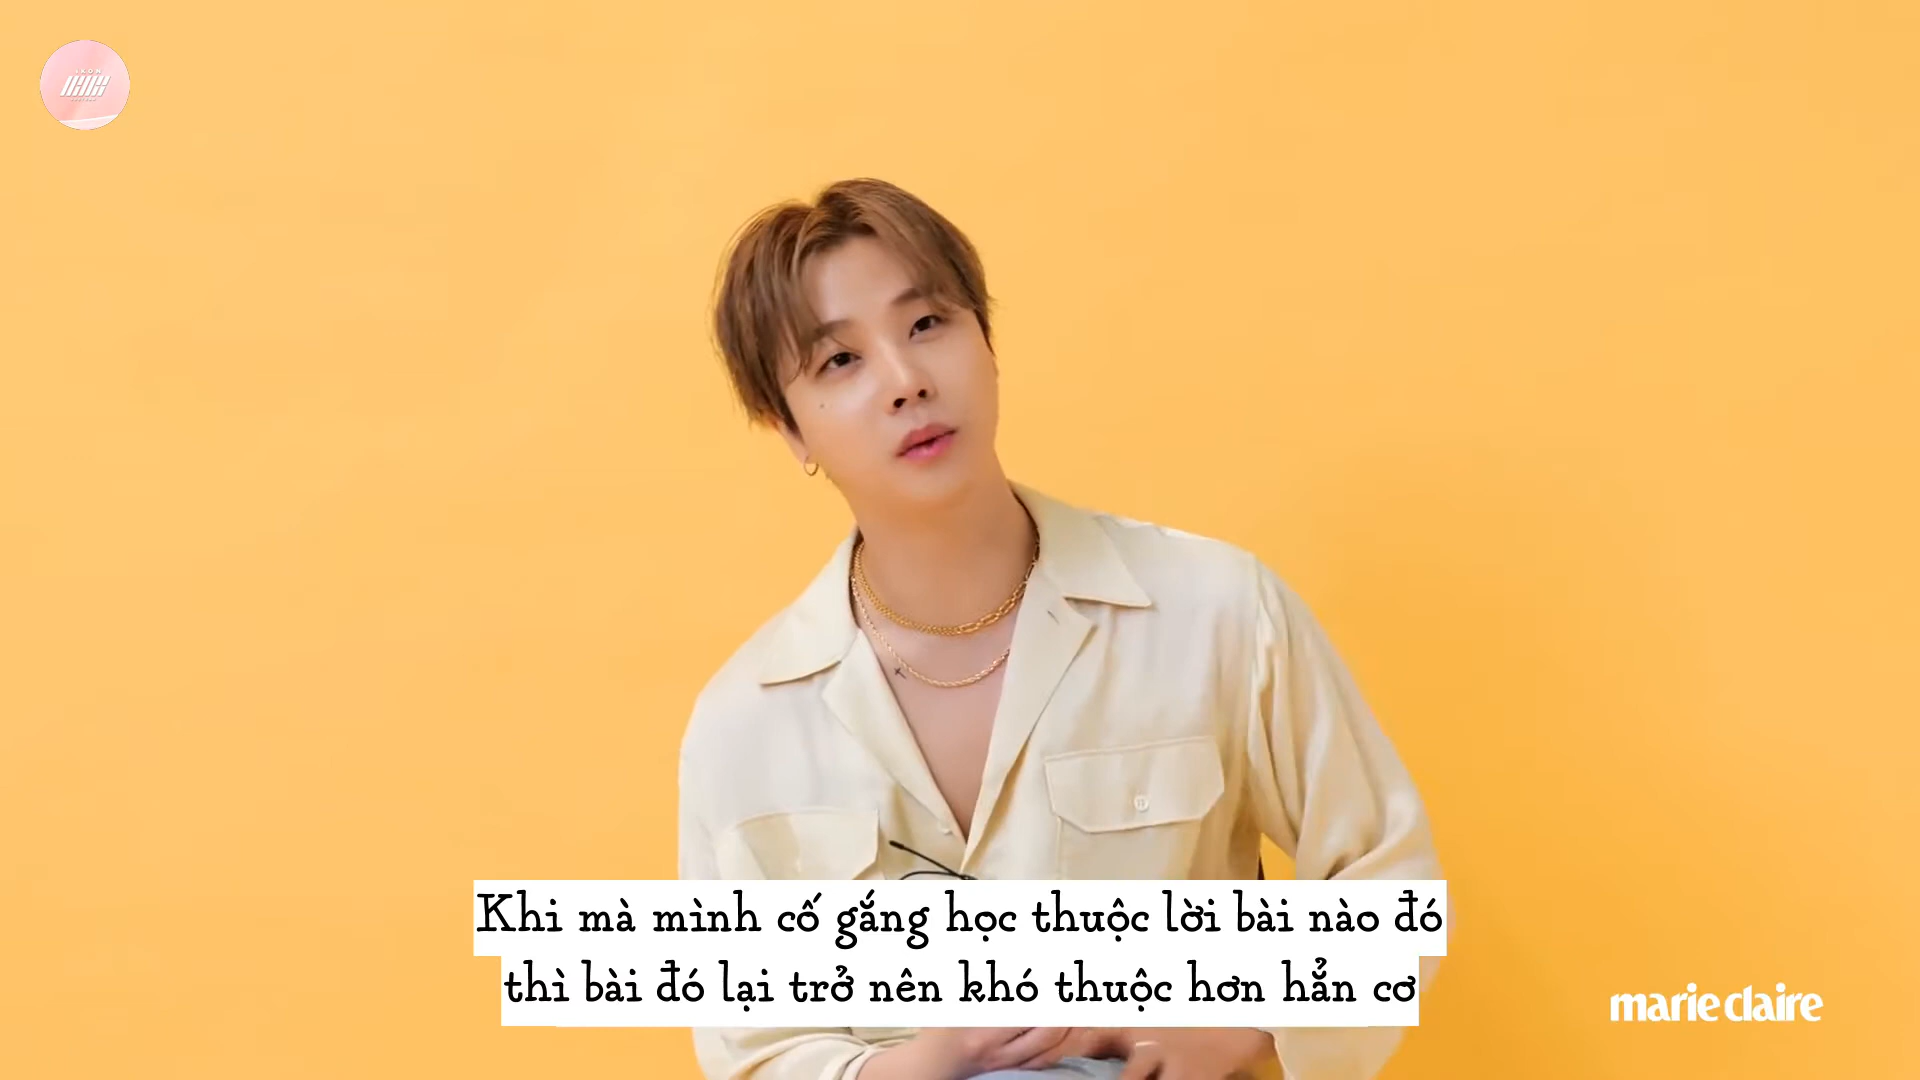 iKON
Khi mà mình cố gắng học thuộc lời bài nào đó
thì bài đó lại trở nên khó thuộc hơn hẳn cơ
marie claire